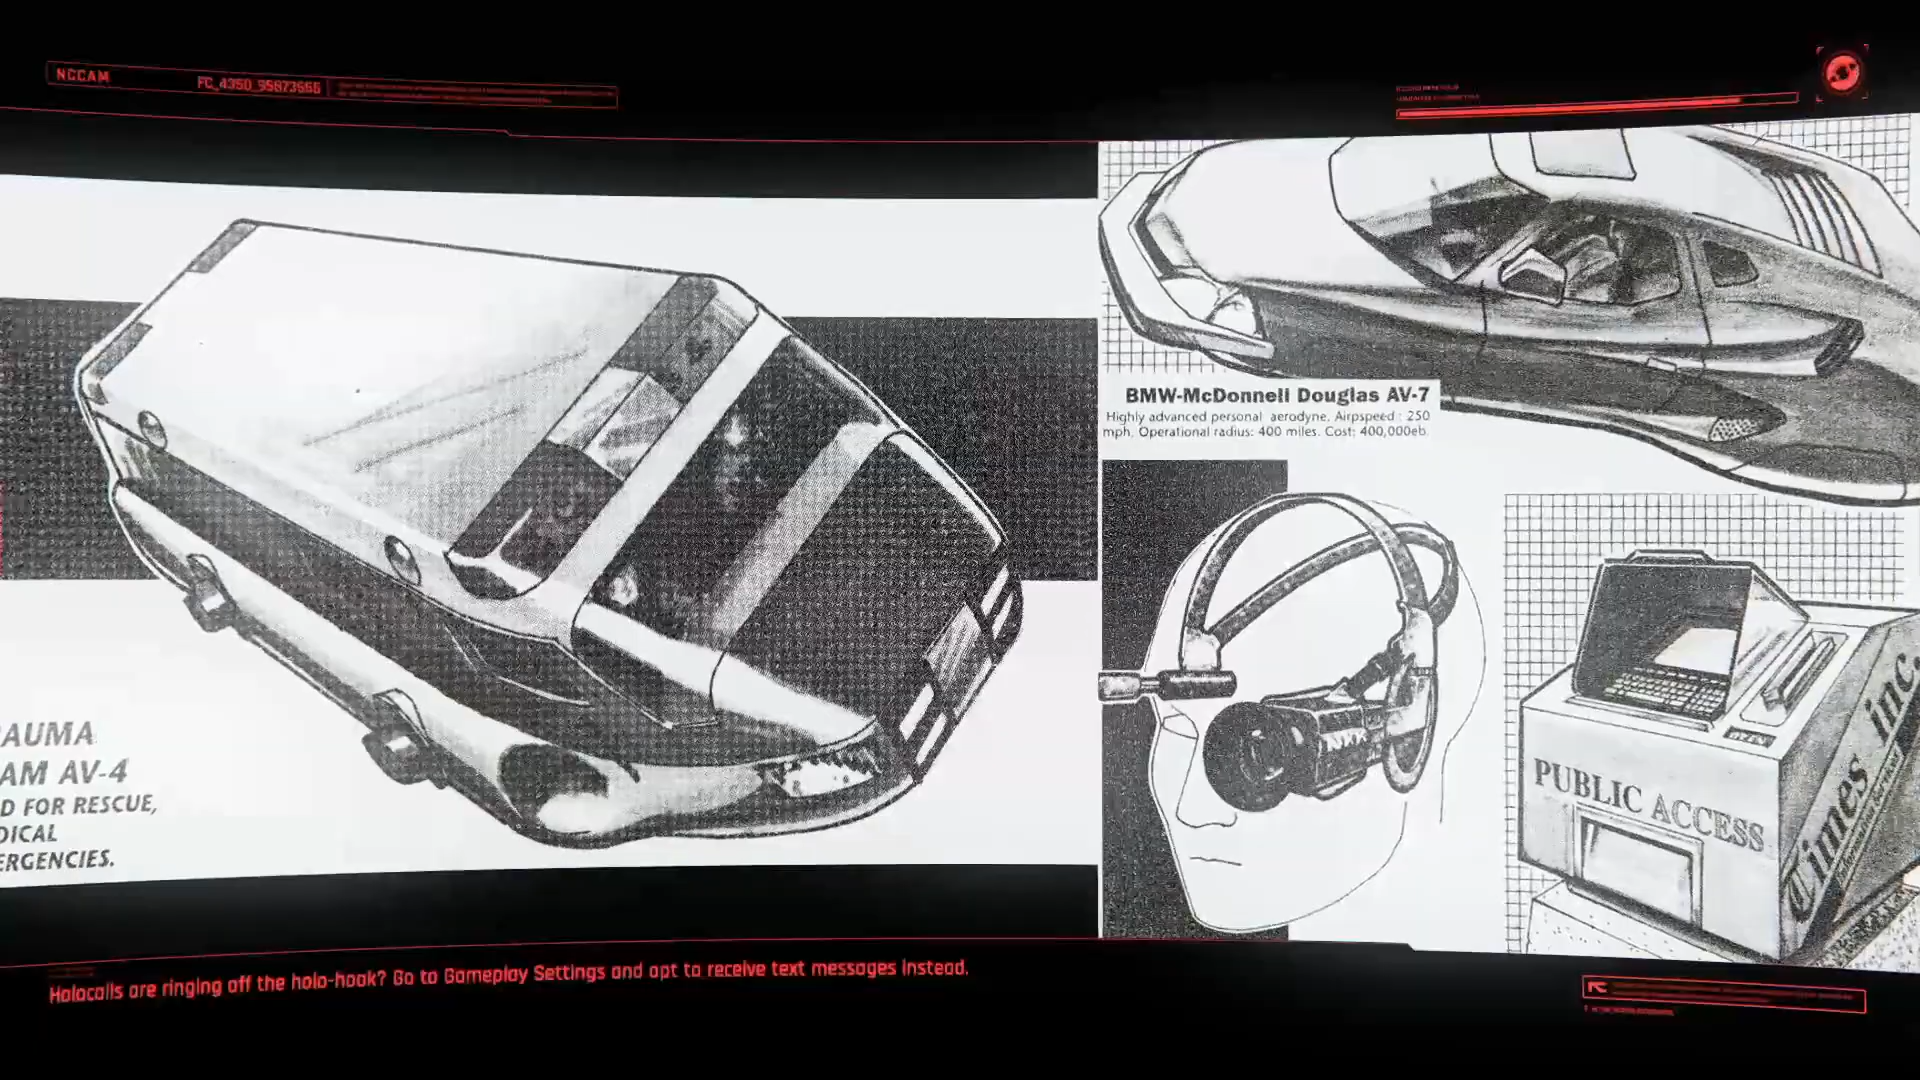 NCCAM
FC_4350_95873656
AUMA
AM AV-4
D FOR RESCUE,
DICAL
ERGENCIES.
BMW-McDonnell Douglas AV-7
Highly advanced personal aerodyne. Airpspeed : 250
mph. Operational radius: 400 miles. Cost: 400,000eb.
PUBLIC ACCESS
Times inc.
Holocalls are ringing off the holo-hook? Go to Gameplay Settings and opt to receive text messages instead.